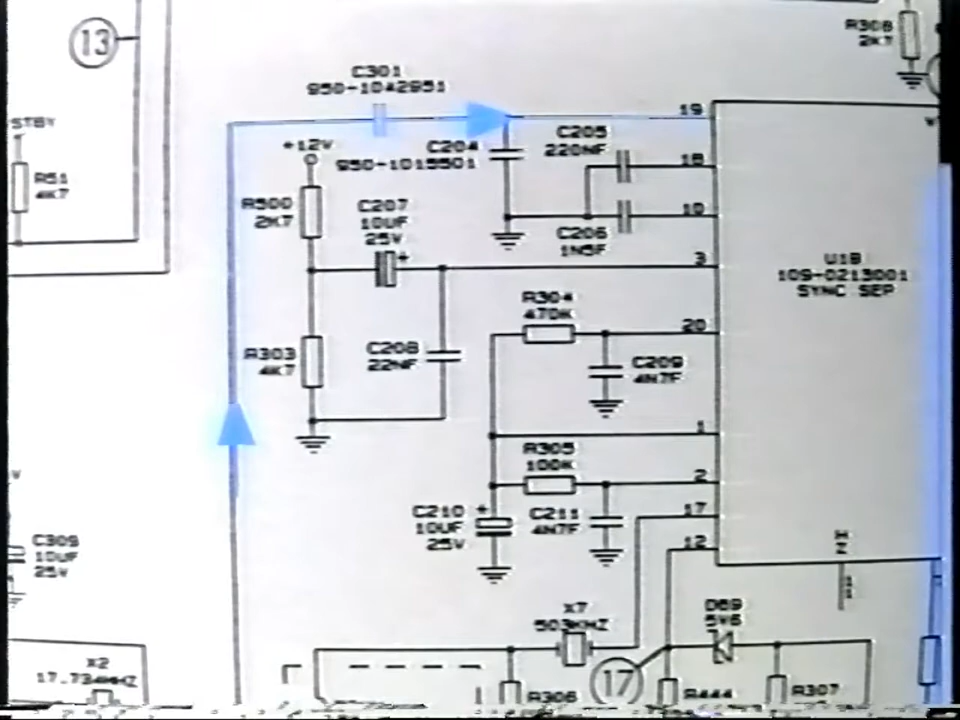 13
R308
2K7
STBY
R51
4K7
C301
950-1042951
19
+12V
C204
950-1015501
C205
220NF
18
R500
2K7
C207
10UF
25V
+
C206
1N5F
10
3
U18
109-0213001
SYNC SEP
R304
470K
20
R303
4K7
C208
22NF
C209
4N7F
1
R305
100K
2
C210
10UF
25V
+
C211
4N7F
17
12
C309
10UF
25V
HZ
11
X7
503KHZ
D69
5V6
X2
17.734MHZ
R306
17
R444
R307